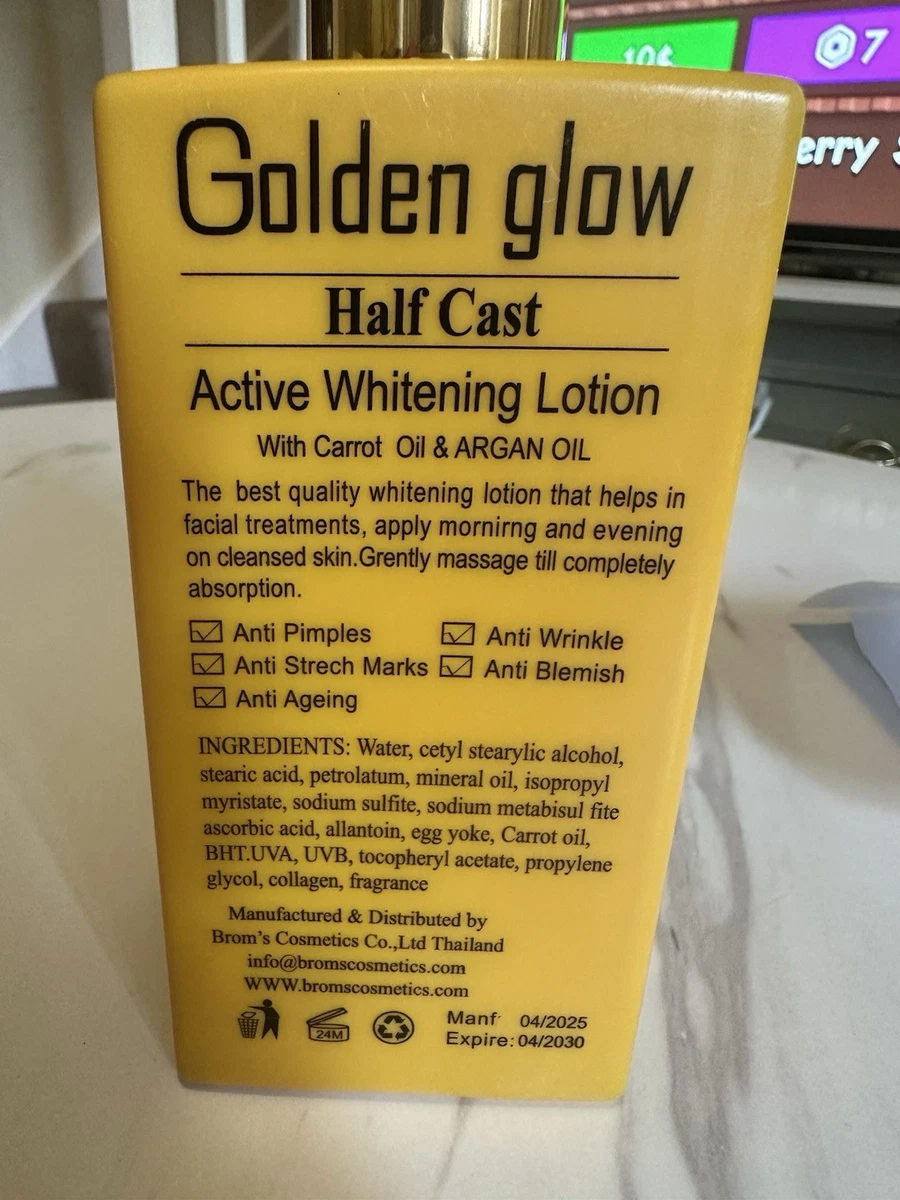 10¢
7
erry
Golden glow
Half Cast
Active Whitening Lotion
With Carrot Oil & ARGAN OIL
The best quality whitening lotion that helps in
facial treatments, apply mornirng and evening
on cleansed skin.Grently massage till completely
absorption.
Anti Pimples
Anti Wrinkle
Anti Strech Marks
Anti Blemish
Anti Ageing
INGREDIENTS: Water, cetyl stearylic alcohol,
stearic acid, petrolatum, mineral oil, isopropyl
myristate, sodium sulfite, sodium metabisul fite
ascorbic acid, allantoin, egg yoke, Carrot oil,
BHT.UVA, UVB, tocopheryl acetate, propylene
glycol, collagen, fragrance
Manufactured & Distributed by
Brom's Cosmetics Co.,Ltd Thailand
info@bromscosmetics.com
WWW.bromscosmetics.com
24M
Manf 04/2025
Expire: 04/2030